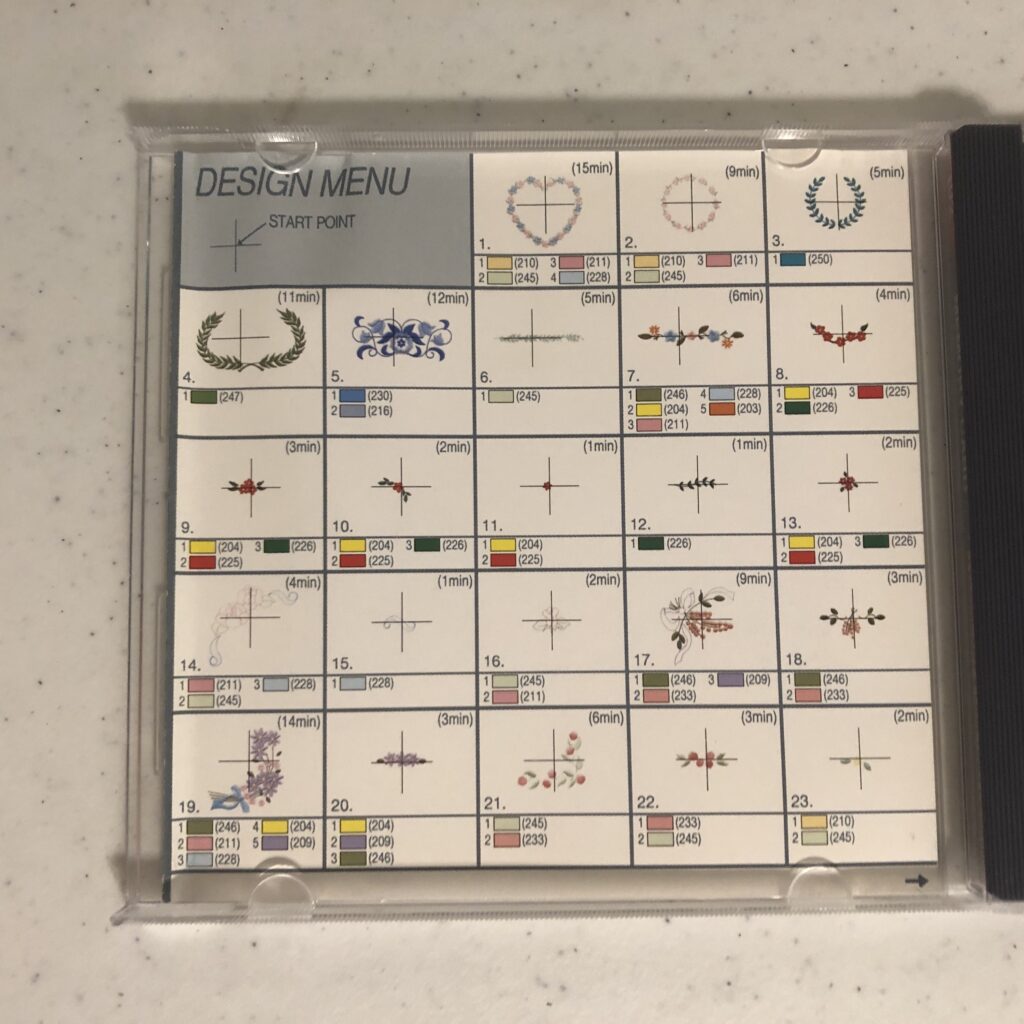 DESIGN MENU
START POINT
(15min)
1.
1 (210) 3 (211)
2 (245) 4 (228)
(9min)
2.
1 (210) 3 (211)
2 (245)
(5min)
3.
1 (250)
(11min)
4.
1 (247)
(12min)
5.
1 (230)
2 (216)
(5min)
6.
1 (245)
(6min)
7.
1 (246) 4 (228)
2 (204) 5 (203)
3 (211)
(4min)
8.
1 (204) 3 (225)
2 (226)
(3min)
9.
1 (204) 3 (226)
2 (225)
(2min)
10.
1 (204) 3 (226)
2 (225)
(1min)
11.
1 (204)
2 (225)
(1min)
12.
1 (226)
(2min)
13.
1 (204) 3 (226)
2 (225)
(4min)
14.
1 (211) 3 (228)
2 (245)
(1min)
15.
1 (228)
(2min)
16.
1 (245)
2 (211)
(9min)
17.
1 (246) 3 (209)
2 (233)
(3min)
18.
1 (246)
2 (233)
(14min)
19.
1 (246) 4 (204)
2 (211) 5 (209)
3 (228)
(3min)
20.
1 (204)
2 (209)
3 (246)
(6min)
21.
1 (245)
2 (233)
(3min)
22.
1 (233)
2 (245)
(2min)
23.
1 (210)
2 (245)